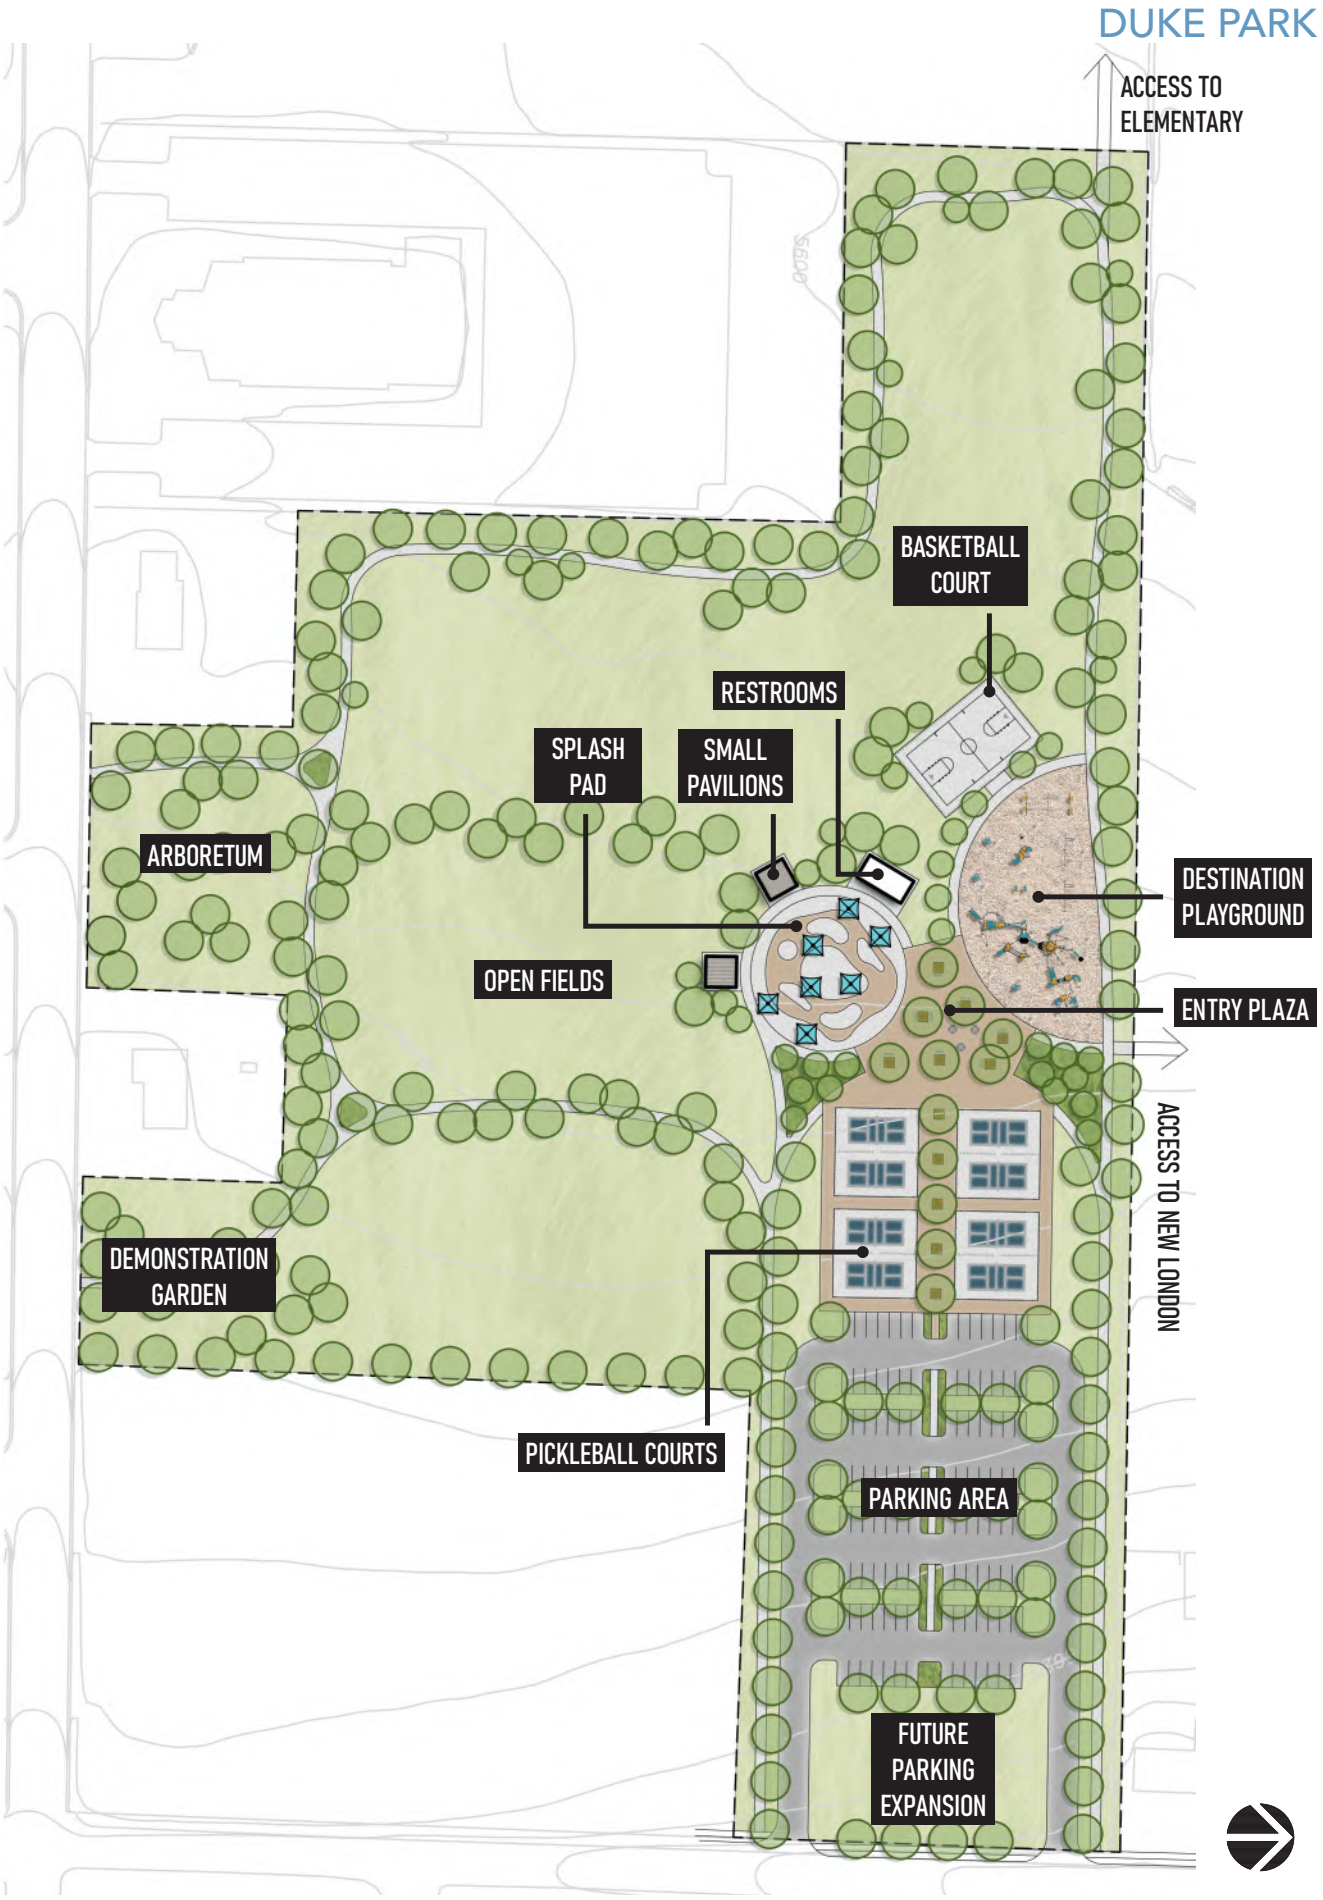 DUKE PARK
ACCESS TO
ELEMENTARY
5600
BASKETBALL
COURT
RESTROOMS
SPLASH
PAD
SMALL
PAVILIONS
ARBORETUM
DESTINATION
PLAYGROUND
OPEN FIELDS
ENTRY PLAZA
ACCESS TO NEW LONDON
DEMONSTRATION
GARDEN
PICKLEBALL COURTS
PARKING AREA
FUTURE
PARKING
EXPANSION